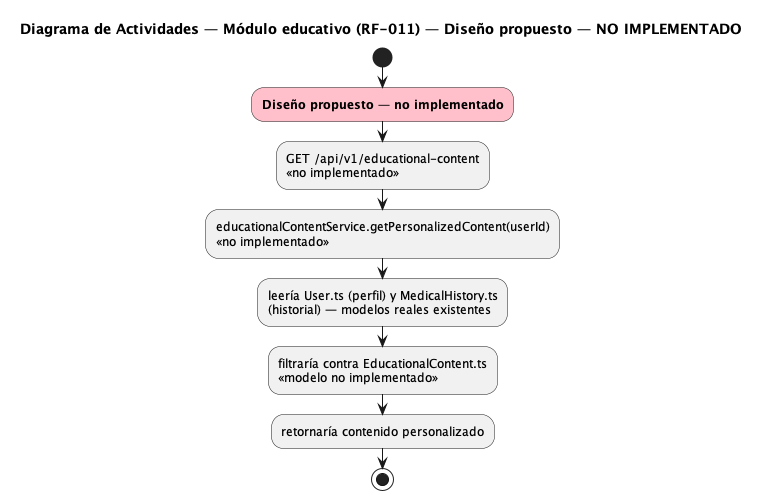 Diagrama de Actividades — Módulo educativo (RF-011) — Diseño propuesto — NO IMPLEMENTADO
Diseño propuesto — no implementado
GET /api/v1/educational-content
«no implementado»
educationalContentService.getPersonalizedContent(userId)
«no implementado»
leería User.ts (perfil) y MedicalHistory.ts
(historial) — modelos reales existentes
filtraría contra EducationalContent.ts
«modelo no implementado»
retornaría contenido personalizado